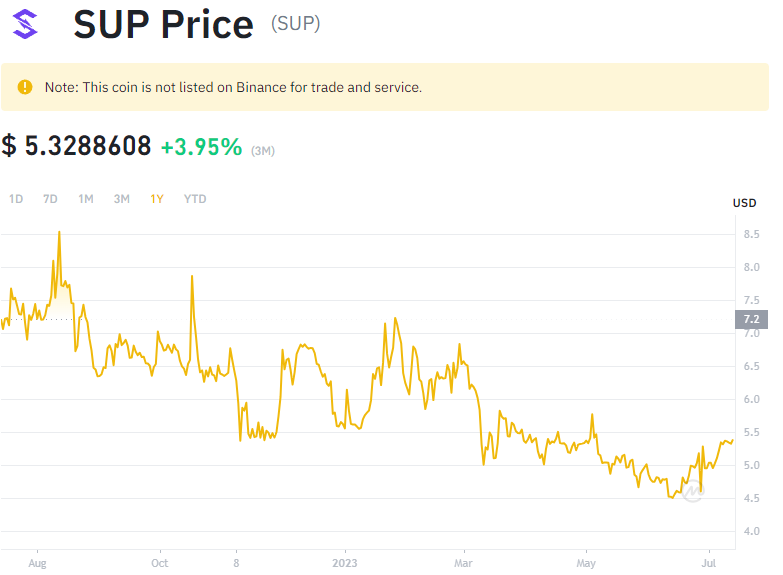 SUP Price (SUP)
Note: This coin is not listed on Binance for trade and service.
$ 5.3288608 +3.95% (3M)
1D 7D 1M 3M 1Y YTD
USD
8.5
8.0
7.5
7.2
7.0
6.5
6.0
5.5
5.0
4.5
4.0
Aug Oct 8 2023 Mar May Jul